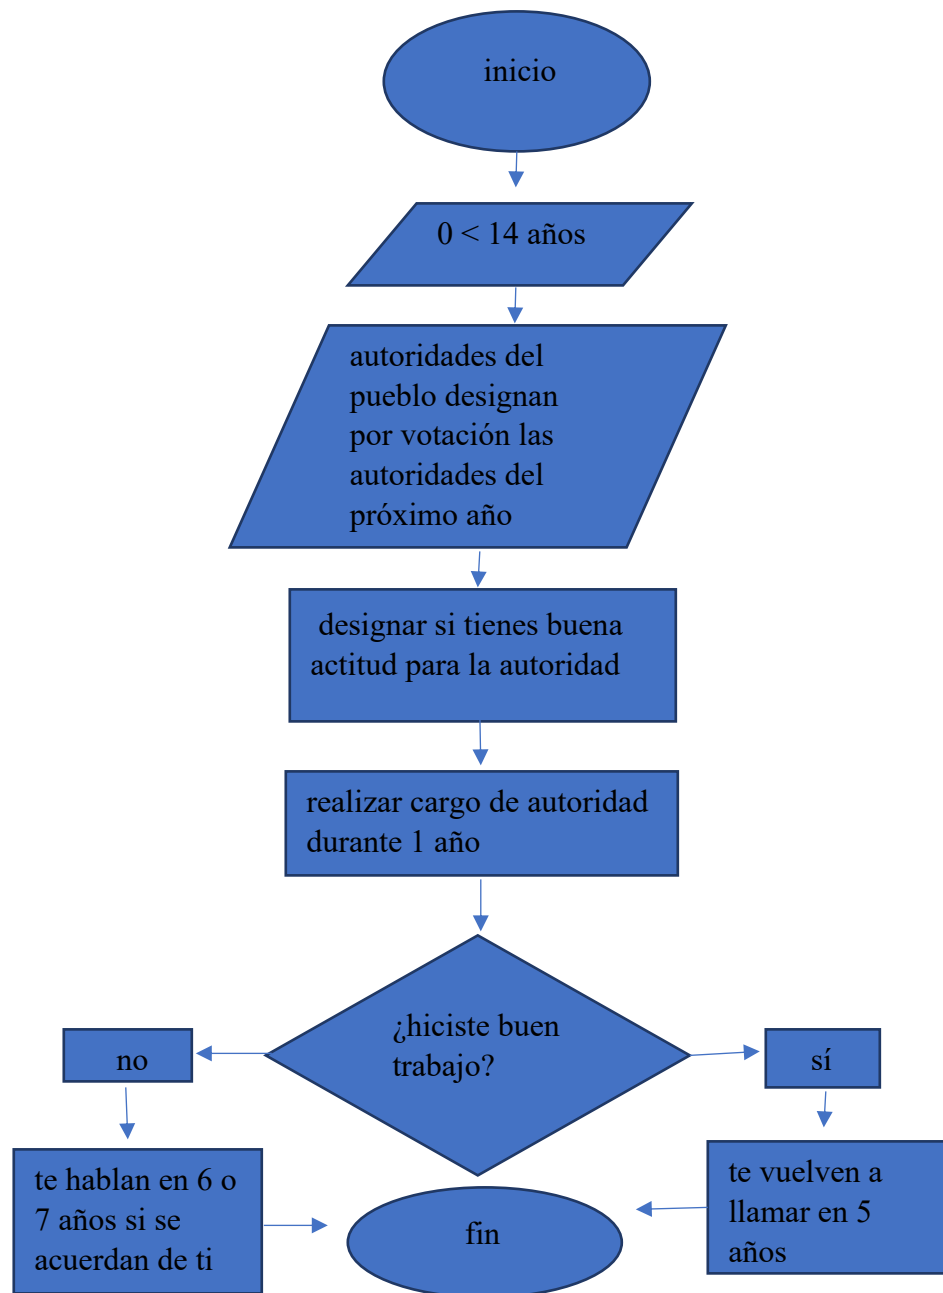 inicio
0 < 14 años
autoridades del
pueblo designan
por votación las
autoridades del
próximo año
designar si tienes buena
actitud para la autoridad
realizar cargo de autoridad
durante 1 año
¿hiciste buen
trabajo?
no
sí
te hablan en 6 o
7 años si se
acuerdan de ti
te vuelven a
llamar en 5
años
fin